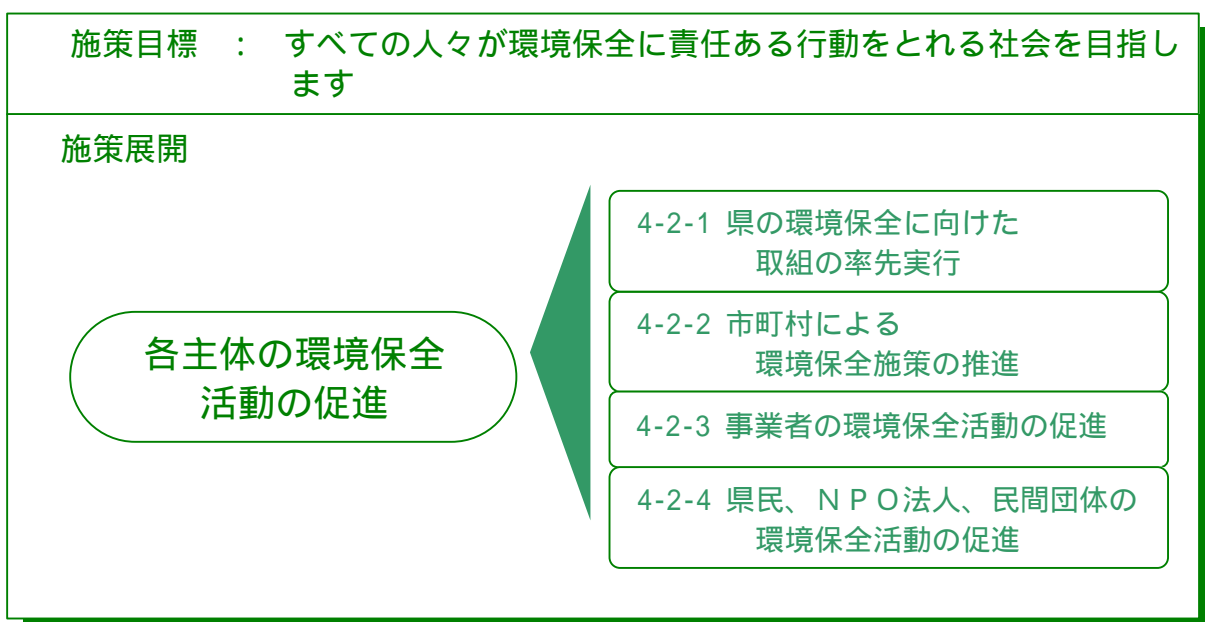 施策目標 ： すべての人々が環境保全に責任ある行動をとれる社会を目指し
ます
施策展開
各主体の環境保全
活動の促進
4-2-1 県の環境保全に向けた
取組の率先実行
4-2-2 市町村による
環境保全施策の推進
4-2-3 事業者の環境保全活動の促進
4-2-4 県民、ＮＰＯ法人、民間団体の
環境保全活動の促進